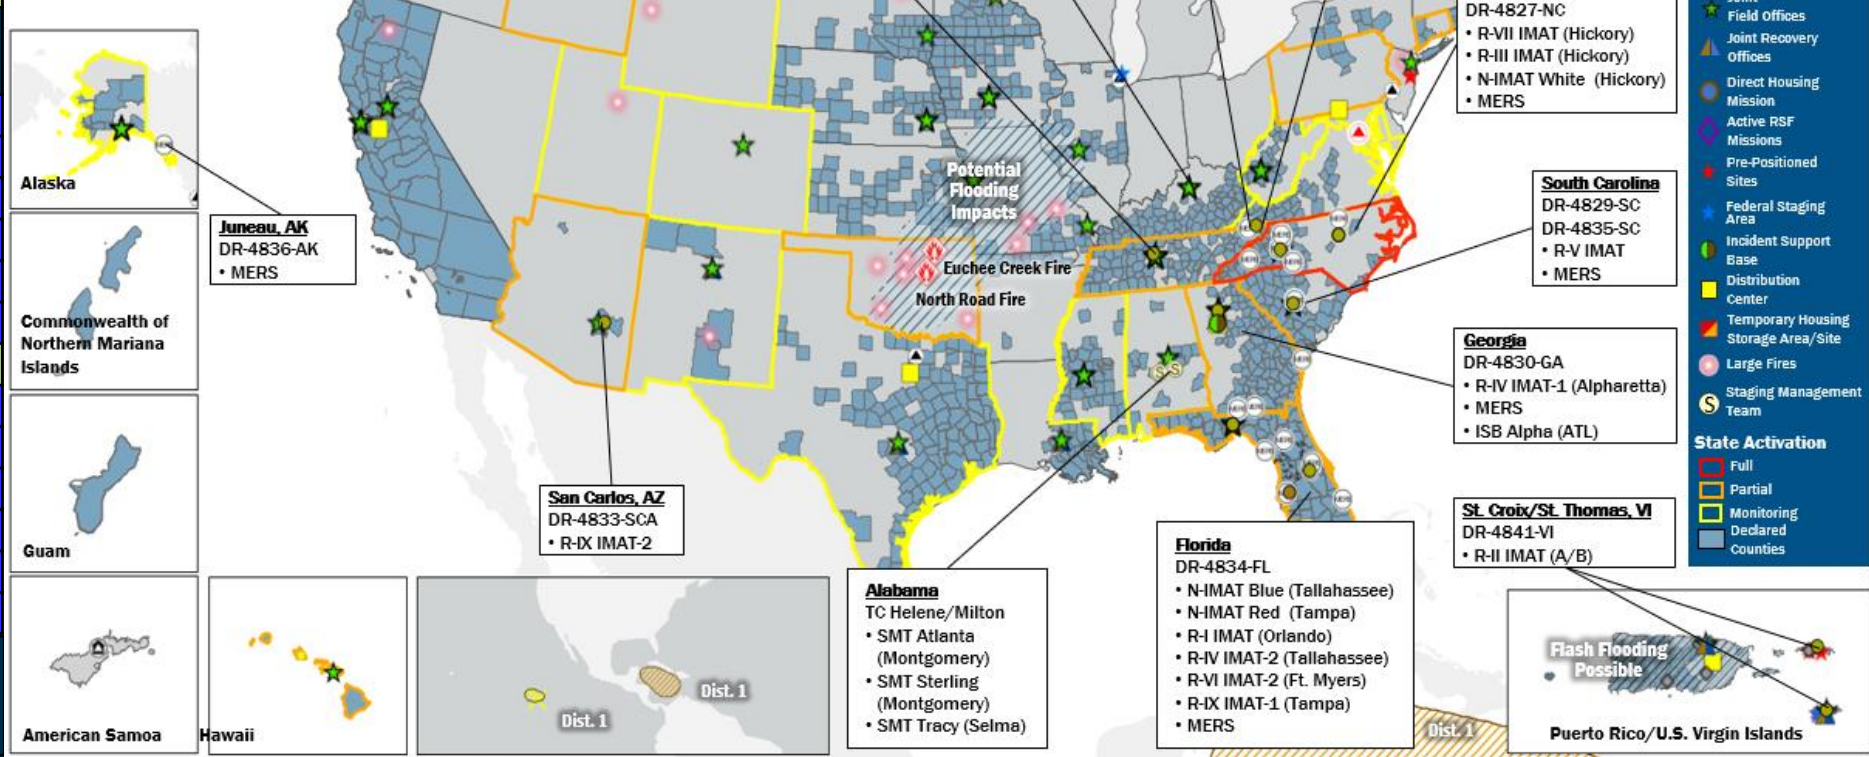 Alaska
Juneau, AK
DR-4836-AK
• MERS
Commonwealth of
Northern Mariana
Islands
Guam
American Samoa
Hawaii
San Carlos, AZ
DR-4833-SCA
• R-IX IMAT-2
Potential
Flooding
Impacts
Euchee Creek Fire
North Road Fire
Dist. 1
Dist. 1
Alabama
TC Helene/Milton
• SMT Atlanta
(Montgomery)
• SMT Sterling
(Montgomery)
• SMT Tracy (Selma)
Florida
DR-4834-FL
• N-IMAT Blue (Tallahassee)
• N-IMAT Red (Tampa)
• R-I IMAT (Orlando)
• R-IV IMAT-2 (Tallahassee)
• R-VI IMAT-2 (Ft. Myers)
• R-IX IMAT-1 (Tampa)
• MERS
Dist. 1
DR-4827-NC
• R-VII IMAT (Hickory)
• R-III IMAT (Hickory)
• N-IMAT White (Hickory)
• MERS
South Carolina
DR-4829-SC
DR-4835-SC
• R-V IMAT
• MERS
Georgia
DR-4830-GA
• R-IV IMAT-1 (Alpharetta)
• MERS
• ISB Alpha (ATL)
St. Croix/St. Thomas, VI
DR-4841-VI
• R-II IMAT (A/B)
Flash Flooding
Possible
Puerto Rico/U.S. Virgin Islands
Field Offices
Joint Recovery
Offices
Direct Housing
Mission
Active RSF
Missions
Pre-Positioned
Sites
Federal Staging
Area
Incident Support
Base
Distribution
Center
Temporary Housing
Storage Area/Site
Large Fires
S
Staging Management
Team
State Activation
Full
Partial
Monitoring
Declared
Counties